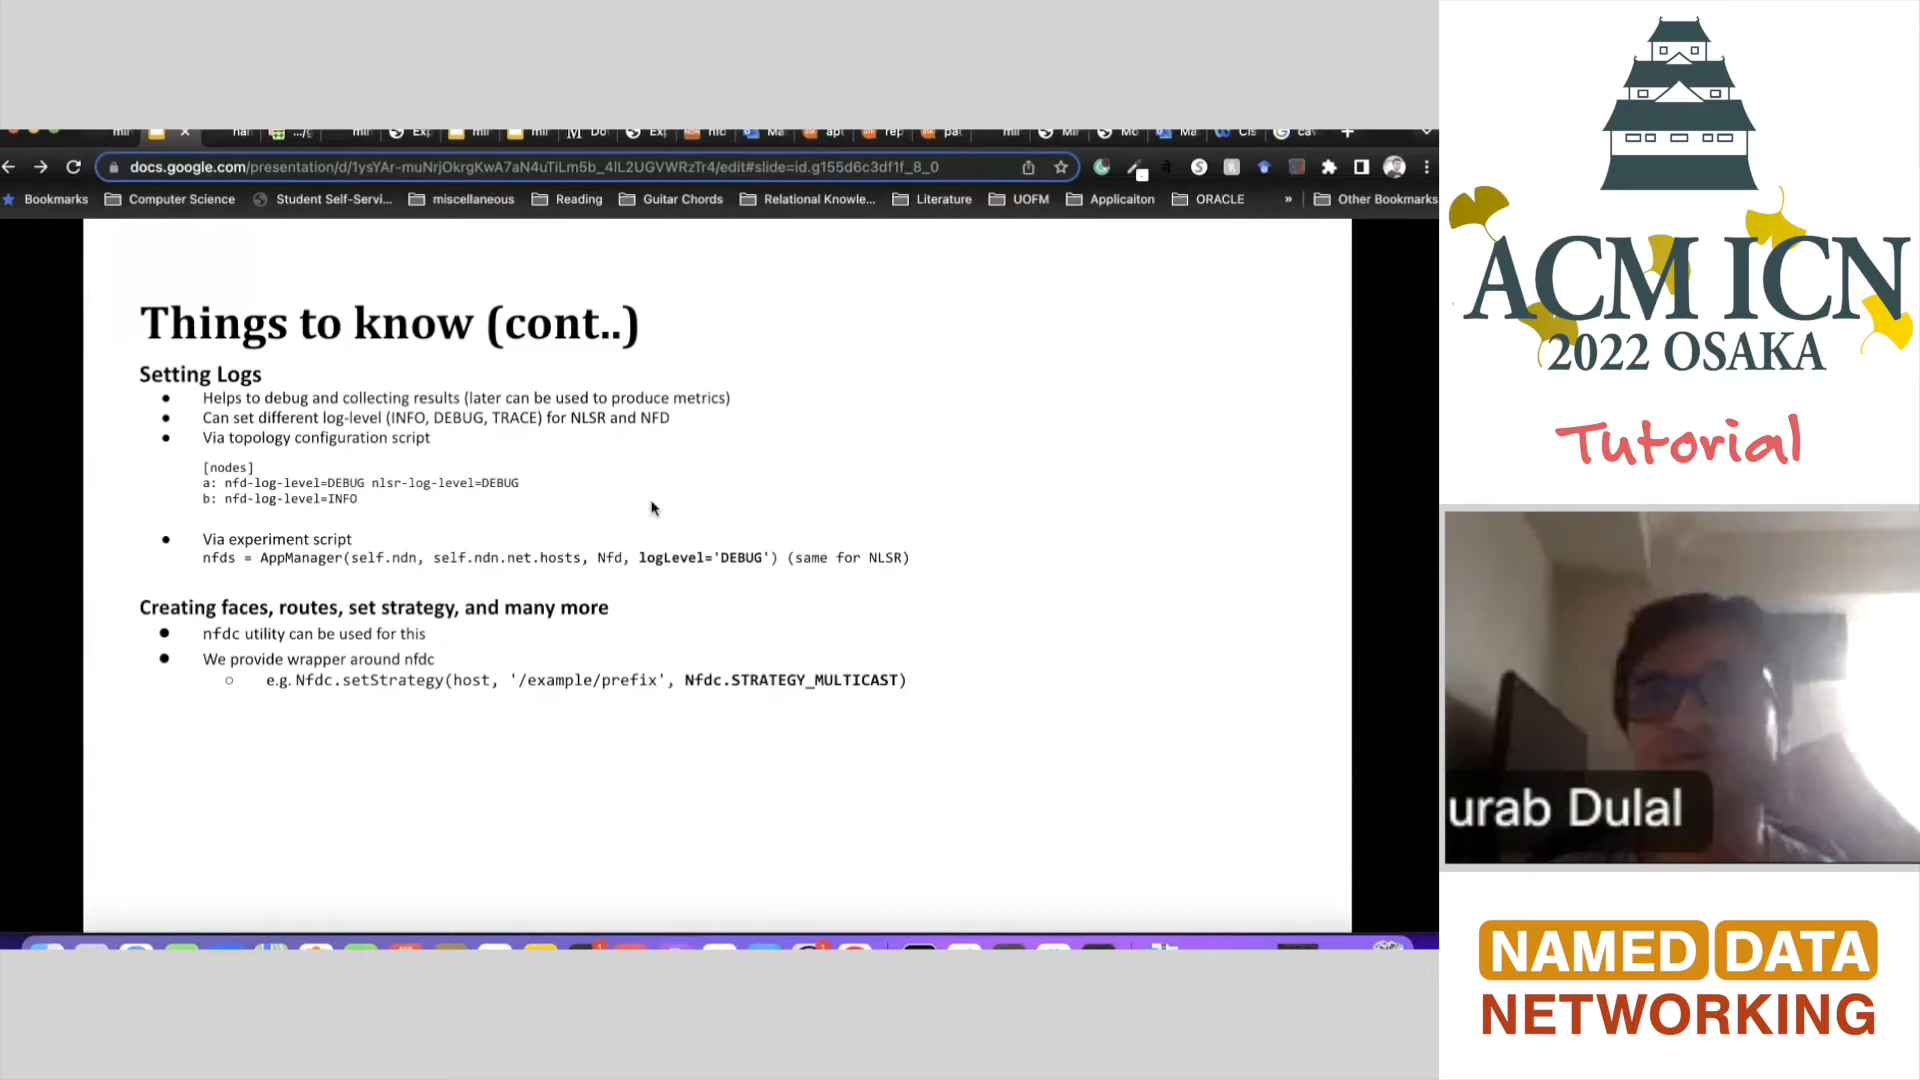 docs.google.com/presentation/d/1ysYAr-muNrjOkrgKwA7aN4uTiLm5b_4lL2UGVWRzTr4/edit#slide=id.g155d6c3df1f_8_0
Bookmarks Computer Science Student Self-Servi... miscellaneous Reading Guitar Chords Relational Knowle... Literature UOFM Applicaiton ORACLE » Other Bookmarks
Things to know (cont..)
Setting Logs
● Helps to debug and collecting results (later can be used to produce metrics)
● Can set different log-level (INFO, DEBUG, TRACE) for NLSR and NFD
● Via topology configuration script
[nodes]
a: nfd-log-level=DEBUG nlsr-log-level=DEBUG
b: nfd-log-level=INFO
● Via experiment script
nfds = AppManager(self.ndn, self.ndn.net.hosts, Nfd, logLevel='DEBUG') (same for NLSR)
Creating faces, routes, set strategy, and many more
● nfdc utility can be used for this
● We provide wrapper around nfdc
○ e.g. Nfdc.setStrategy(host, '/example/prefix', Nfdc.STRATEGY_MULTICAST)
ACM ICN
2022 OSAKA
Tutorial
urab Dulal
NAMED DATA
NETWORKING